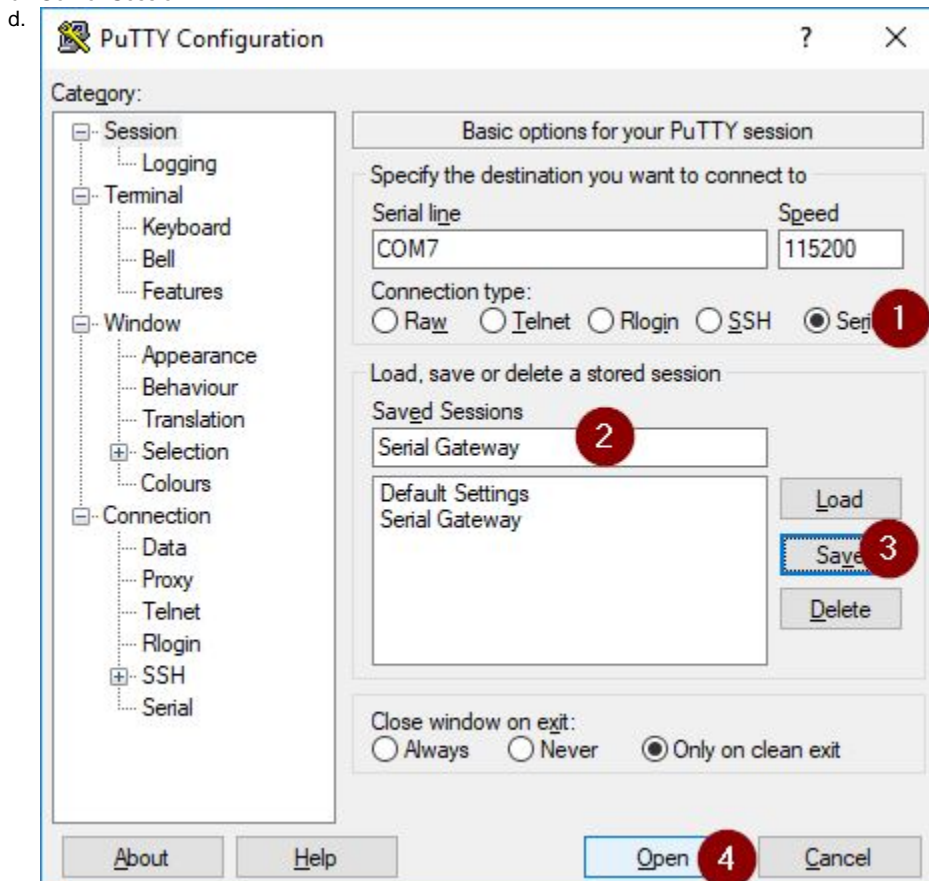 d.
PuTTY Configuration ? ×
Category:
Session
Logging
Terminal
Keyboard
Bell
Features
Window
Appearance
Behaviour
Translation
Selection
Colours
Connection
Data
Proxy
Telnet
Rlogin
SSH
Serial
Basic options for your PuTTY session
Specify the destination you want to connect to
Serial line Speed
COM7 115200
Connection type:
Raw Telnet Rlogin SSH Seri 1
Load, save or delete a stored session
Saved Sessions
2
Serial Gateway
Default Settings
Serial Gateway
Load
Save 3
Delete
Close window on exit:
Always Never Only on clean exit
About Help Open 4 Cancel